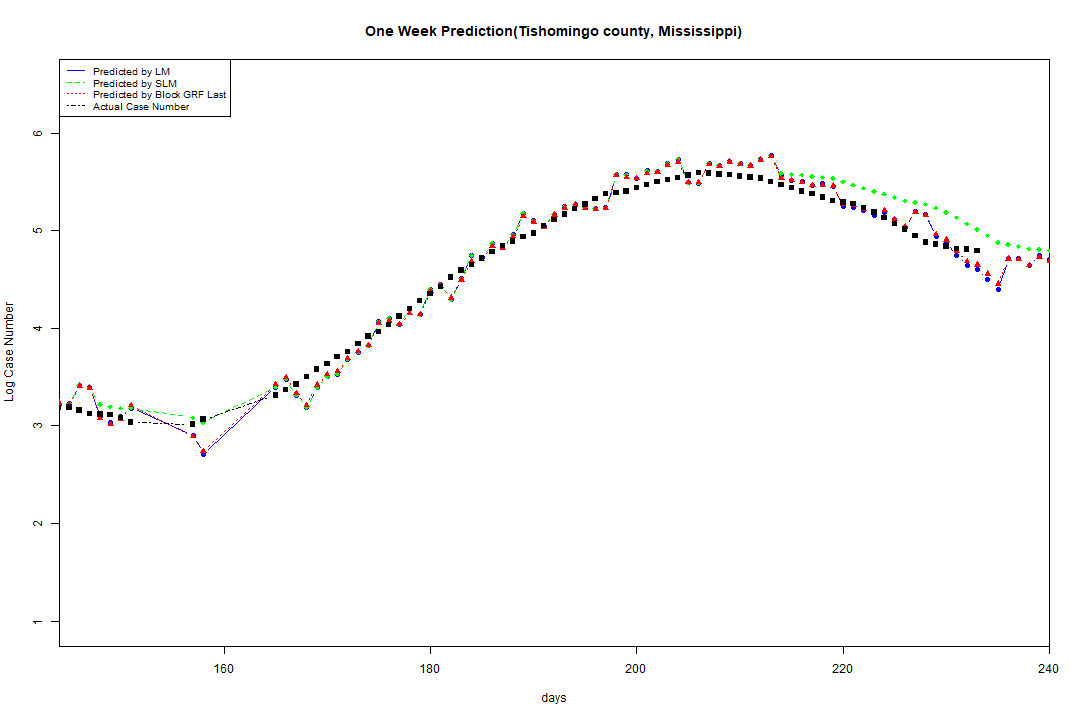 One Week Prediction(Tishomingo county, Mississippi)
Predicted by LM
Predicted by SLM
Predicted by Block GRF Last
Actual Case Number
6
5
4
3
2
1
Log Case Number
160 180 200 220 240
days